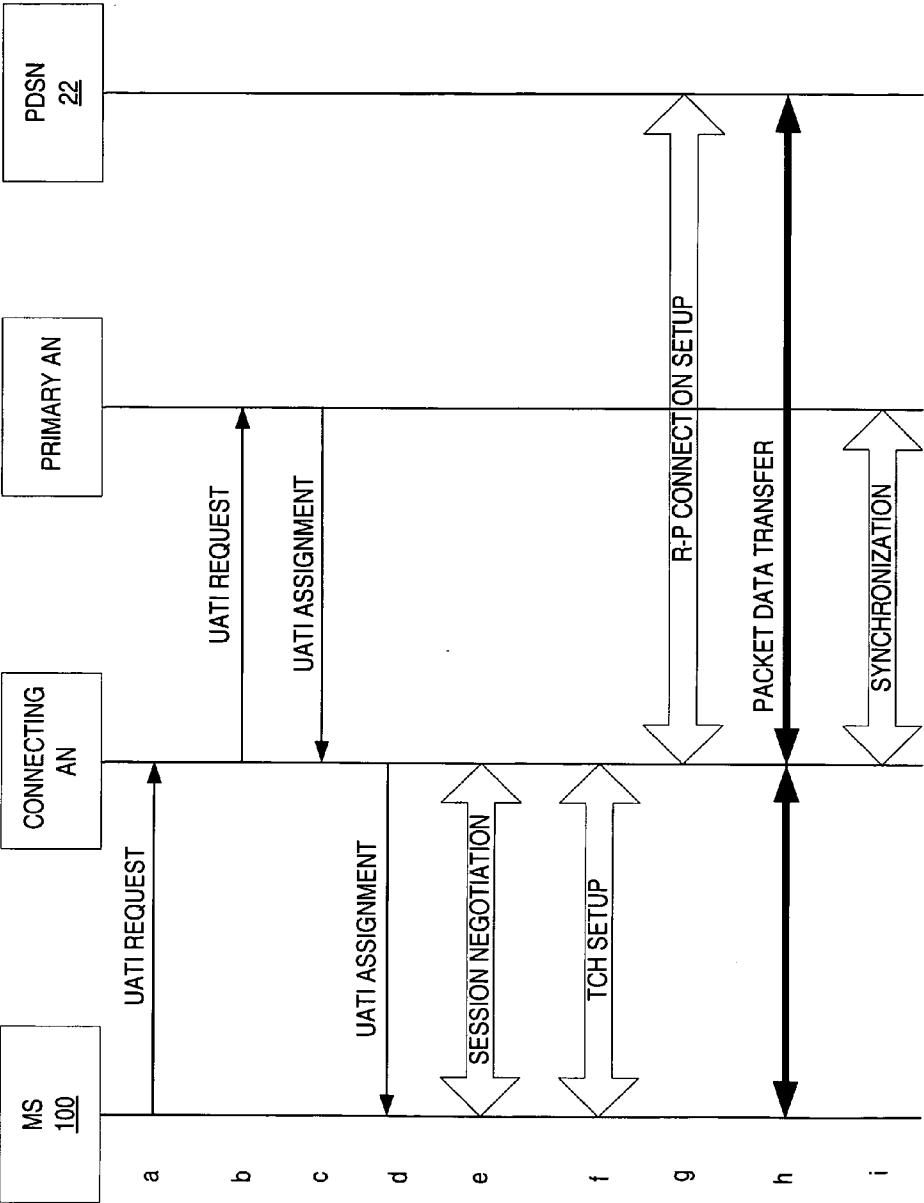 MS
100
CONNECTING
AN
PRIMARY AN
PDSN
22
a
UATI REQUEST
b
UATI REQUEST
c
UATI ASSIGNMENT
d
UATI ASSIGNMENT
e
SESSION NEGOTIATION
f
TCH SETUP
g
R-P CONNECTION SETUP
h
PACKET DATA TRANSFER
i
SYNCHRONIZATION